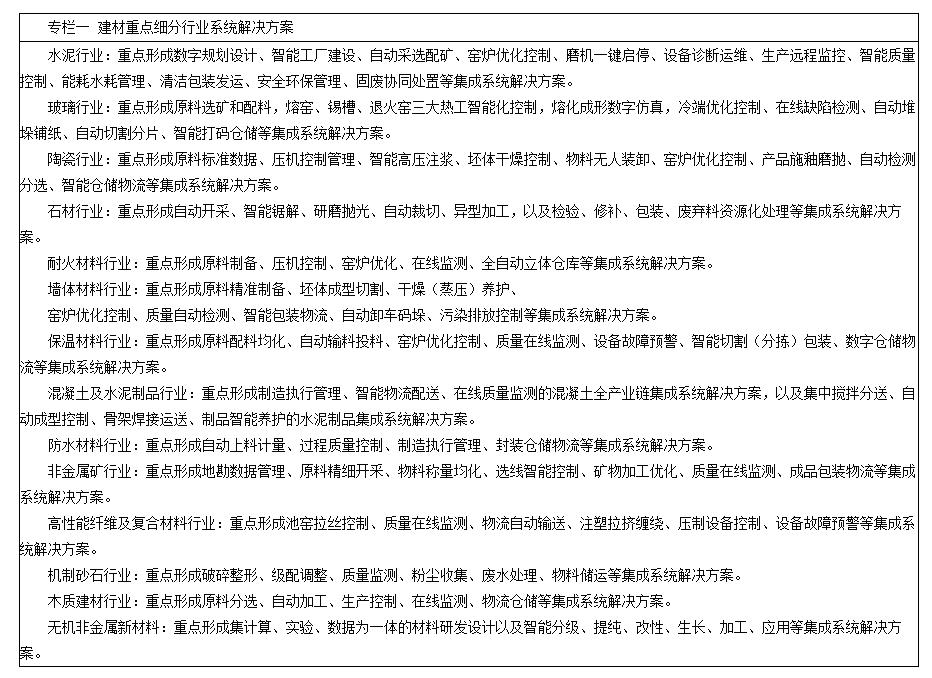 专栏一 建材重点细分行业系统解决方案
水泥行业：重点形成数字规划设计、智能工厂建设、自动采选配矿、窑炉优化控制、磨机一键启停、设备诊断运维、生产远程监控、智能质量
控制、能耗水耗管理、清洁包装发运、安全环保管理、固废协同处置等集成系统解决方案。
玻璃行业：重点形成原料选矿和配料，熔窑、锡槽、退火窑三大热工智能化控制，熔化成形数字仿真，冷端优化控制、在线缺陷检测、自动堆
垛铺纸、自动切割分片、智能打码仓储等集成系统解决方案。
陶瓷行业：重点形成原料标准数据、压机控制管理、智能高压注浆、坯体干燥控制、物料无人装卸、窑炉优化控制、产品施釉磨抛、自动检测
分选、智能仓储物流等集成系统解决方案。
石材行业：重点形成自动开采、智能锯解、研磨抛光、自动裁切、异型加工，以及检验、修补、包装、废弃料资源化处理等集成系统解决方
案。
耐火材料行业：重点形成原料制备、压机控制、窑炉优化、在线监测、全自动立体仓库等集成系统解决方案。
墙体材料行业：重点形成原料精准制备、坯体成型切割、干燥（蒸压）养护、
窑炉优化控制、质量自动检测、智能包装物流、自动卸车码垛、污染排放控制等集成系统解决方案。
保温材料行业：重点形成原料配料均化、自动输料投料、窑炉优化控制、质量在线监测、设备故障预警、智能切割（分拣）包装、数字仓储物
流等集成系统解决方案。
混凝土及水泥制品行业：重点形成制造执行管理、智能物流配送、在线质量监测的混凝土全产业链集成系统解决方案，以及集中搅拌分送、自
动成型控制、骨架焊接运送、制品智能养护的水泥制品集成系统解决方案。
防水材料行业：重点形成自动上料计量、过程质量控制、制造执行管理、封装仓储物流等集成系统解决方案。
非金属矿行业：重点形成地勘数据管理、原料精细开采、物料称量均化、选线智能控制、矿物加工优化、质量在线监测、成品包装物流等集成
系统解决方案。
高性能纤维及复合材料行业：重点形成池窑拉丝控制、质量在线监测、物流自动输送、注塑拉挤缠绕、压制设备控制、设备故障预警等集成系
统解决方案。
机制砂石行业：重点形成破碎整形、级配调整、质量监测、粉尘收集、废水处理、物料储运等集成系统解决方案。
木质建材行业：重点形成原料分选、自动加工、生产控制、在线监测、物流仓储等集成系统解决方案。
无机非金属新材料：重点形成集计算、实验、数据为一体的材料研发设计以及智能分级、提纯、改性、生长、加工、应用等集成系统解决方
案。